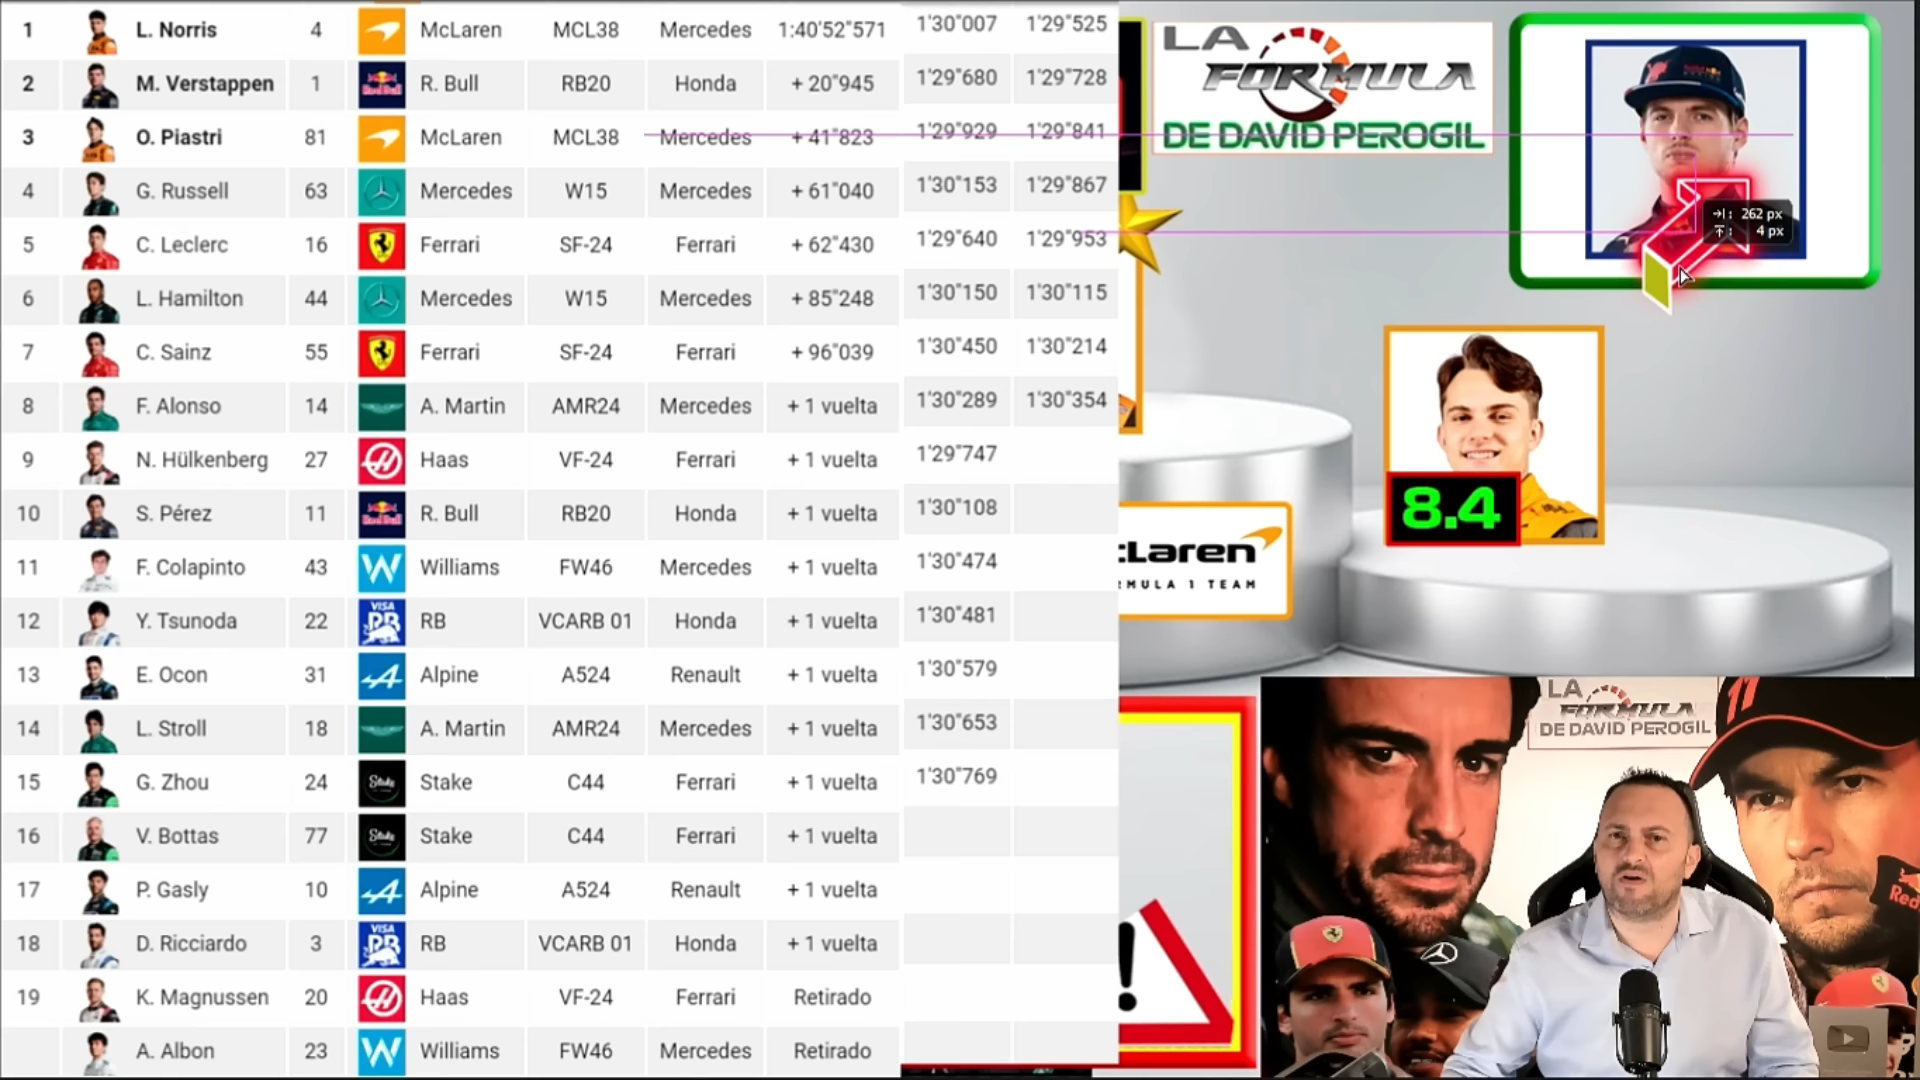 1 L. Norris 4 McLaren MCL38 Mercedes 1:40'52"571 1'30"007 1'29"525
2 M. Verstappen 1 R. Bull RB20 Honda + 20"945 1'29"680 1'29"728
3 O. Piastri 81 McLaren MCL38 Mercedes + 41"823 1'29"929 1'29"841
4 G. Russell 63 Mercedes W15 Mercedes + 61"040 1'30"153 1'29"867
5 C. Leclerc 16 Ferrari SF-24 Ferrari + 62"430 1'29"640 1'29"953
6 L. Hamilton 44 Mercedes W15 Mercedes + 85"248 1'30"150 1'30"115
7 C. Sainz 55 Ferrari SF-24 Ferrari + 96"039 1'30"450 1'30"214
8 F. Alonso 14 A. Martin AMR24 Mercedes + 1 vuelta 1'30"289 1'30"354
9 N. Hülkenberg 27 Haas VF-24 Ferrari + 1 vuelta 1'29"747
10 S. Pérez 11 R. Bull RB20 Honda + 1 vuelta 1'30"108
11 F. Colapinto 43 Williams FW46 Mercedes + 1 vuelta 1'30"474
12 Y. Tsunoda 22 VISA RB RB VCARB 01 Honda + 1 vuelta 1'30"481
13 E. Ocon 31 Alpine A524 Renault + 1 vuelta 1'30"579
14 L. Stroll 18 A. Martin AMR24 Mercedes + 1 vuelta 1'30"653
15 G. Zhou 24 Stake Stake C44 Ferrari + 1 vuelta 1'30"769
16 V. Bottas 77 Stake Stake C44 Ferrari + 1 vuelta
17 P. Gasly 10 Alpine A524 Renault + 1 vuelta
18 D. Ricciardo 3 VISA RB RB VCARB 01 Honda + 1 vuelta
19 K. Magnussen 20 Haas VF-24 Ferrari Retirado
A. Albon 23 Williams FW46 Mercedes Retirado
LA
FORMULA
DE DAVID PEROGIL
262 px
4 px
8.4
cLaren
RMULA 1 TEAM
!
LA
FORMULA
DE DAVID PEROGIL
11
Red